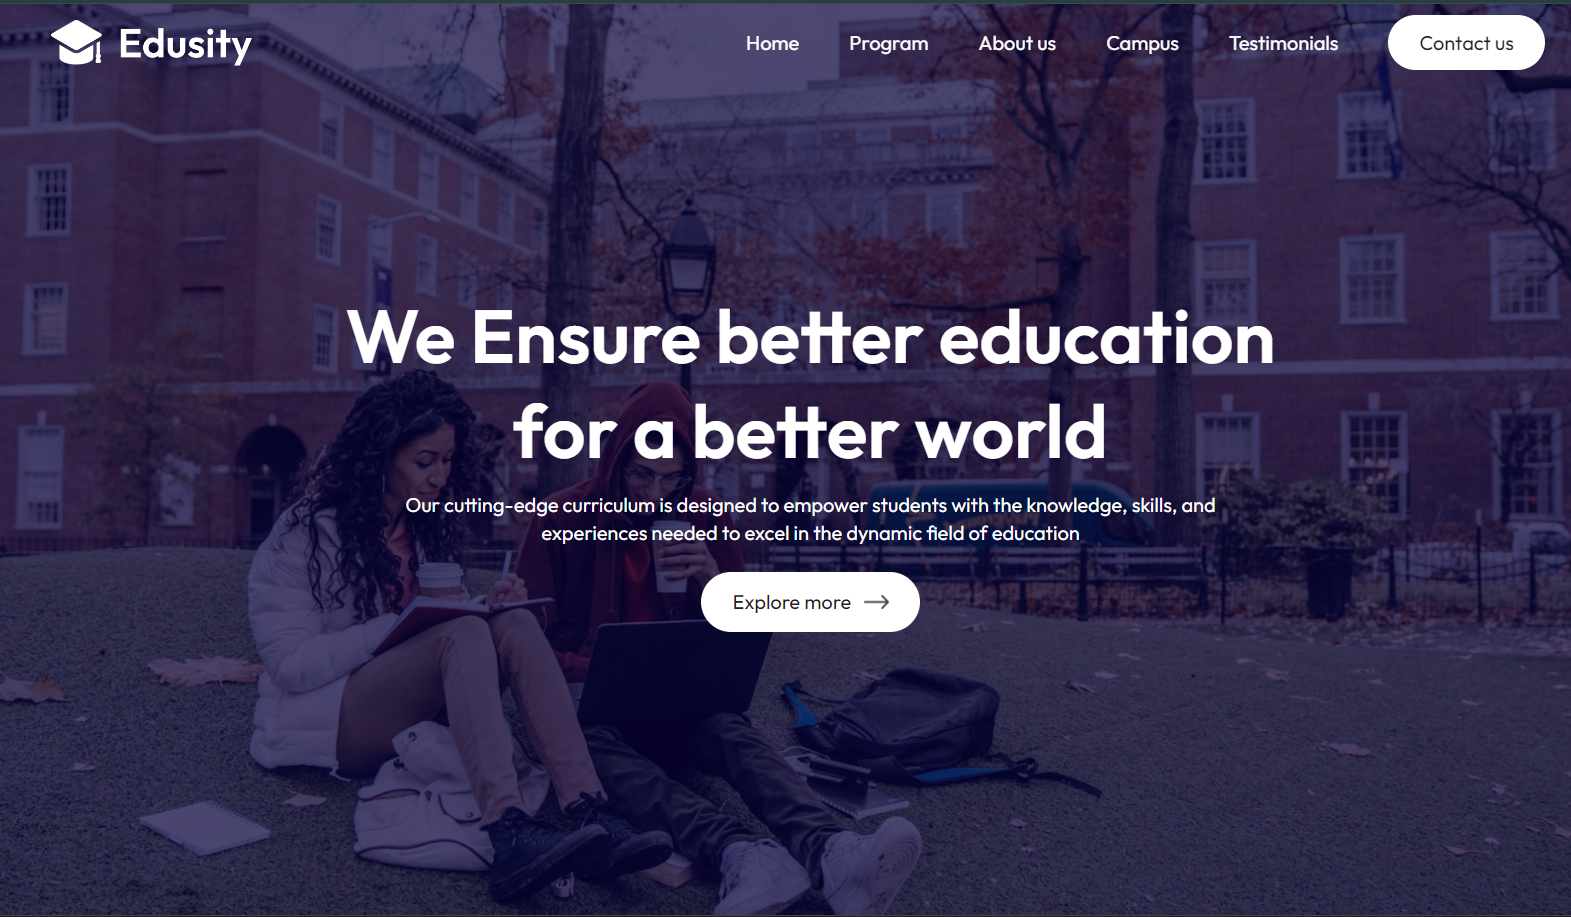 Edusity
Home
Program
About us
Campus
Testimonials
Contact us
We Ensure better education
for a better world
Our cutting-edge curriculum is designed to empower students with the knowledge, skills, and
experiences needed to excel in the dynamic field of education
Explore more